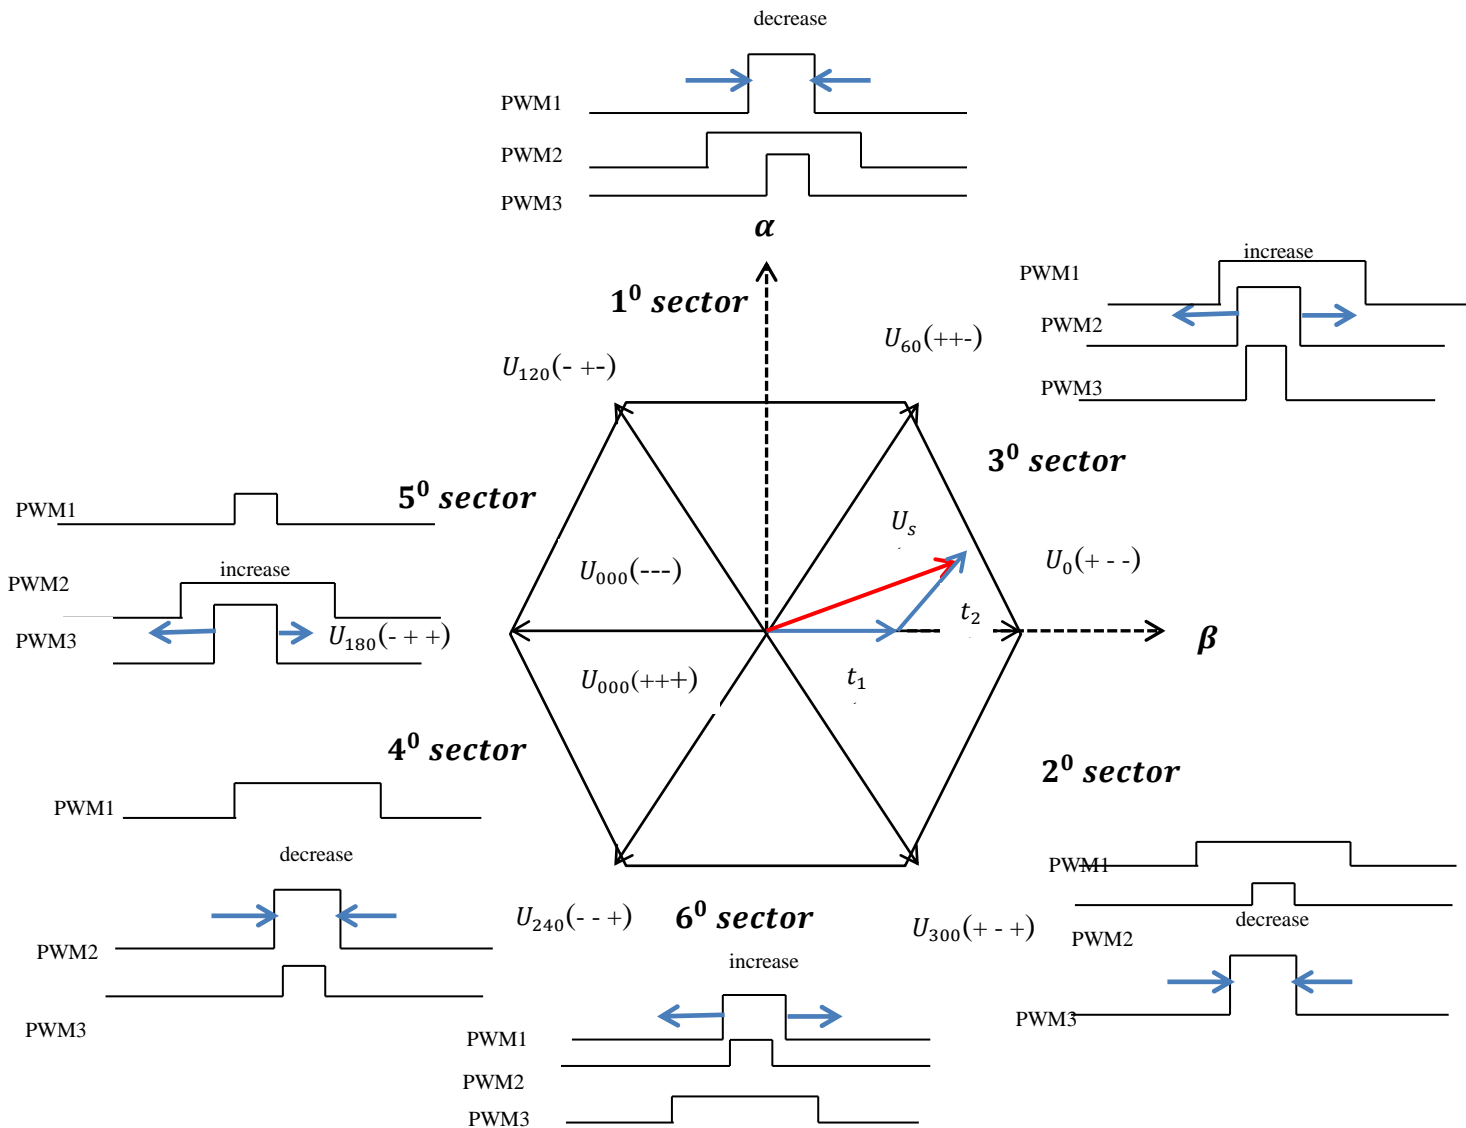 decrease
PWM1
PWM2
PWM3
α
increase
PWM1
PWM2
PWM3
1⁰ sector
U₆₀(++-)
U₁₂₀(- +-)
3⁰ sector
5⁰ sector
PWM1
Uₛ
U₀(+ - -)
increase
PWM2
U₀₀₀(---)
t₂
PWM3
U₁₈₀(- + +)
β
U₀₀₀(+++)
t₁
4⁰ sector
2⁰ sector
PWM1
decrease
PWM2
PWM3
PWM1
decrease
PWM2
PWM3
U₂₄₀(- - +)
6⁰ sector
U₃₀₀(+ - +)
increase
PWM1
PWM2
PWM3